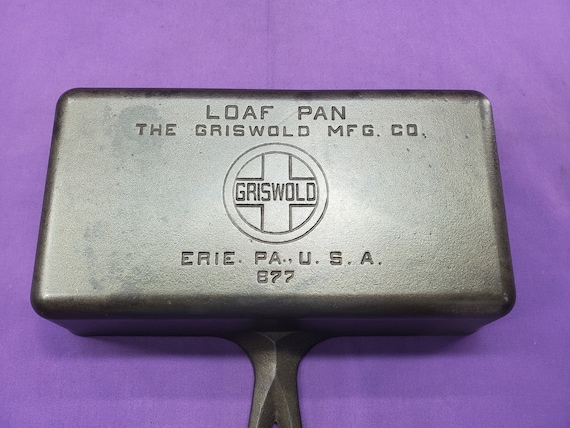 LOAF PAN
THE GRISWOLD MFG. CO.
GRISWOLD
ERIE. PA., U. S. A.
877